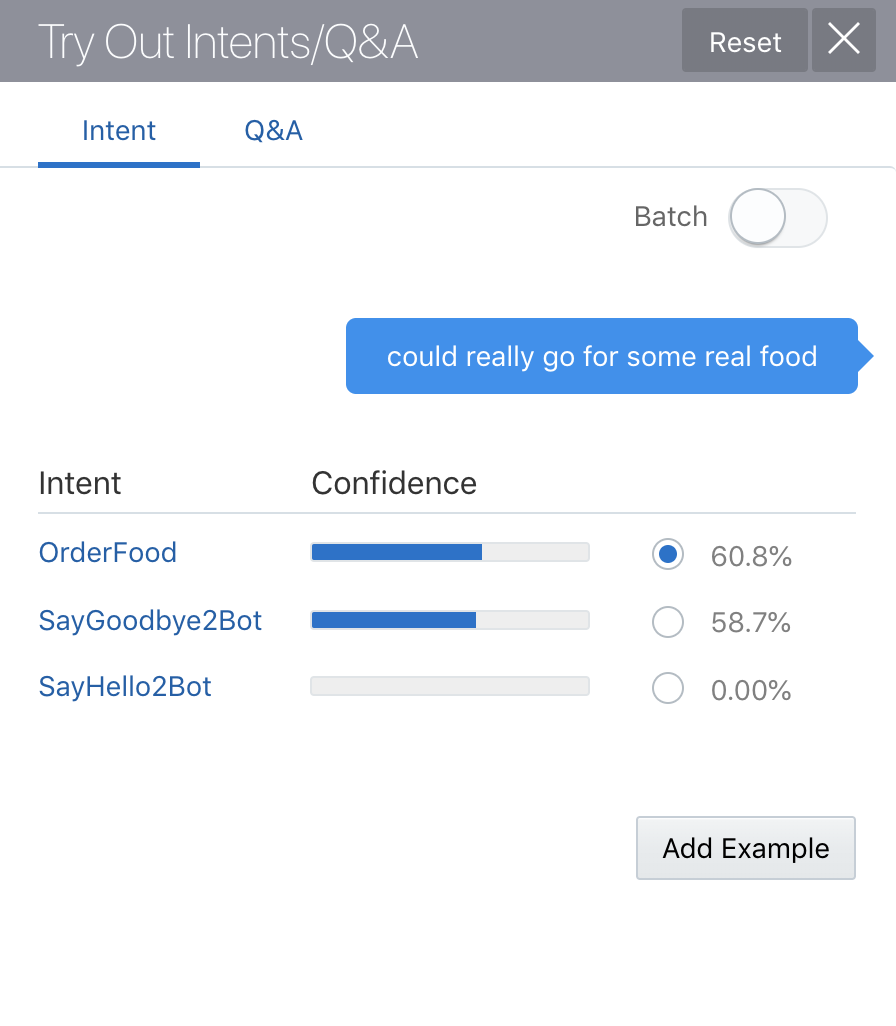 Try Out Intents/Q&A
Reset
Intent
Q&A
Batch
could really go for some real food
Intent Confidence
OrderFood 60.8%
SayGoodbye2Bot 58.7%
SayHello2Bot 0.00%
Add Example